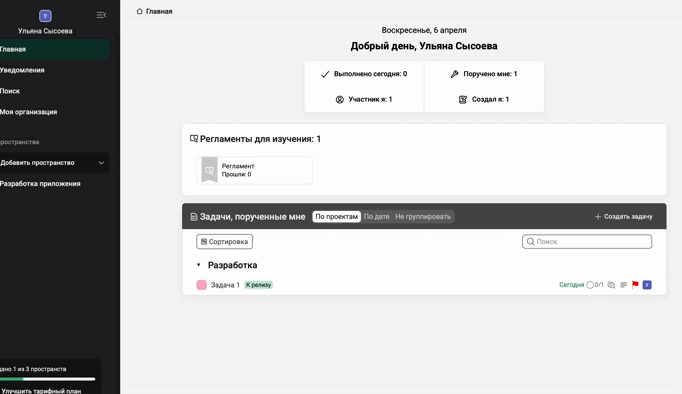 У
Ульяна Сысоева
Главная
Уведомления
Поиск
Моя организация
Добавить пространство
Разработка приложения
1 из 3 пространств
Улучшить тарифный план
Главная
Воскресенье, 6 апреля
Добрый день, Ульяна Сысоева
Выполнено сегодня: 0
Поручено мне: 1
Участник я: 1
Создал я: 1
Регламенты для изучения: 1
Регламент
Прошли: 0
Задачи, порученные мне
По проектам По дате Не группировать
Создать задачу
Сортировка
Поиск
Разработка
Задача 1 К релизу
Сегодня 0/1 У